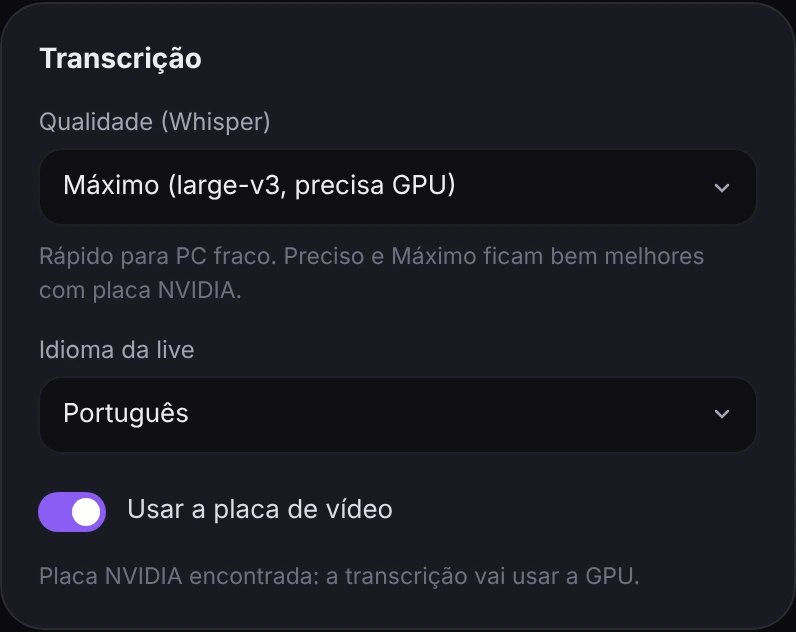 Transcrição
Qualidade (Whisper)
Máximo (large-v3, precisa GPU)
Rápido para PC fraco. Preciso e Máximo ficam bem melhores
com placa NVIDIA.
Idioma da live
Português
Usar a placa de vídeo
Placa NVIDIA encontrada: a transcrição vai usar a GPU.